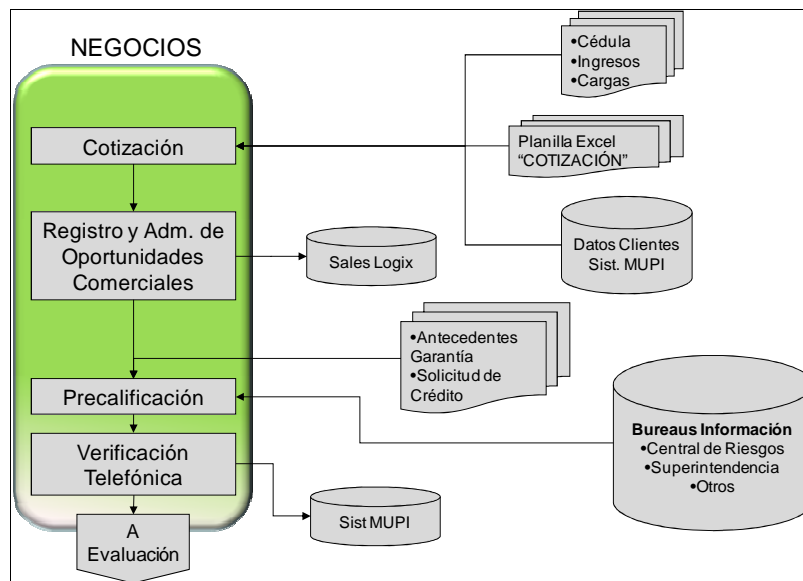 NEGOCIOS
•Cédula
•Ingresos
•Cargas
Cotización
Planilla Excel
“COTIZACIÓN”
Registro y Adm. de
Oportunidades
Comerciales
Sales Logix
Datos Clientes
Sist. MUPI
•Antecedentes
Garantía
•Solicitud de
Crédito
Precalificación
Bureaus Información
•Central de Riesgos
•Superintendencia
•Otros
Verificación
Telefónica
Sist MUPI
A
Evaluación